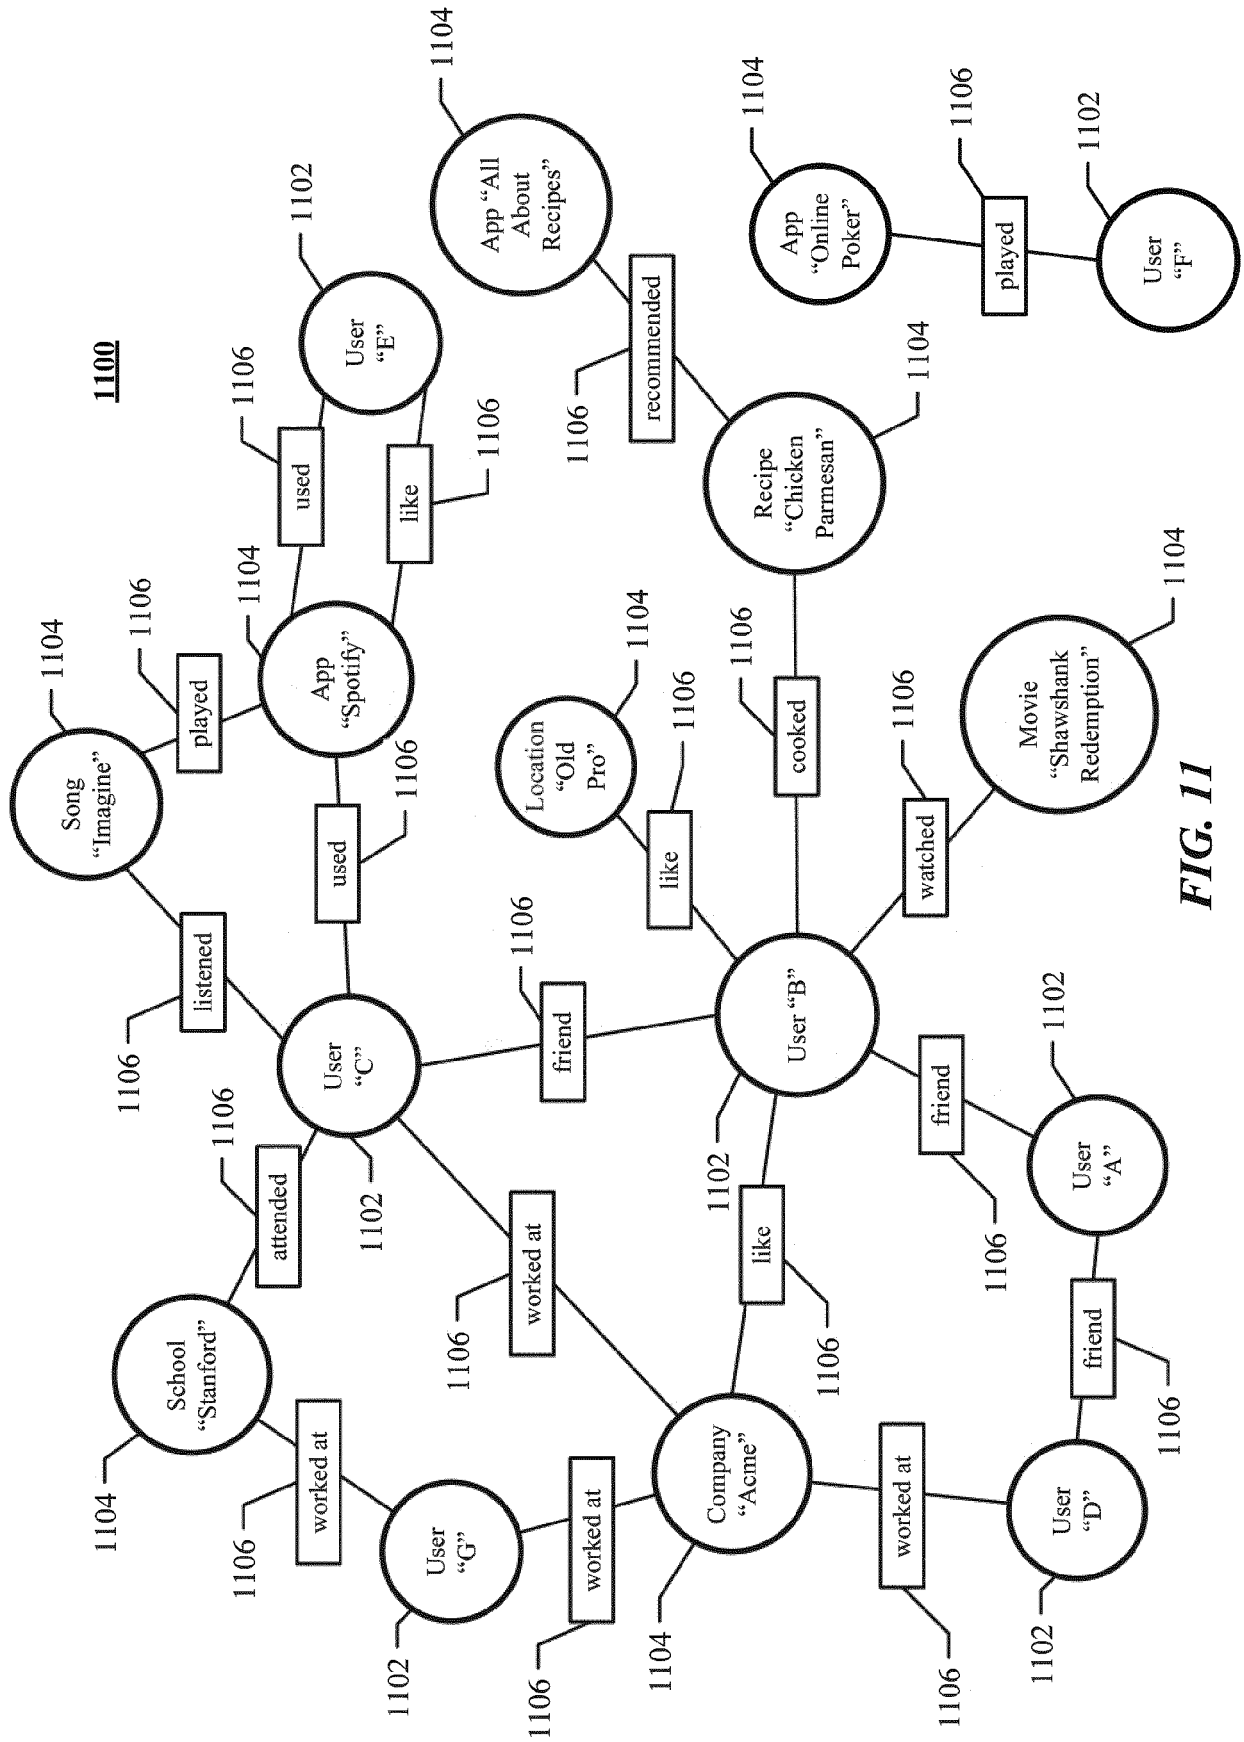 1100
1104
Song
“Imagine”
1104
School
“Stanford”
1106
listened
1106
played
1106
attended
1106
1104
App
“Spotify”
1106
used
1106
1102
User
“E”
1106
worked at
1102
User
“C”
1106
used
like
1106
1102
User
“G”
1104
App “All
About
Recipes”
1106
worked at
1106
worked at
1106
friend
1104
Location
“Old
Pro”
1106
recommended
1104
Company
“Acme”
1106
like
1102
User “B”
like
1106
1106
cooked
Recipe
“Chicken
Parmesan”
1104
1104
App
“Online
Poker”
1106
worked at
1106
friend
1106
watched
1106
played
1102
User
“D”
1106
friend
1102
User
“A”
1104
Movie
“Shawshank
Redemption”
1102
User
“F”
FIG. 11